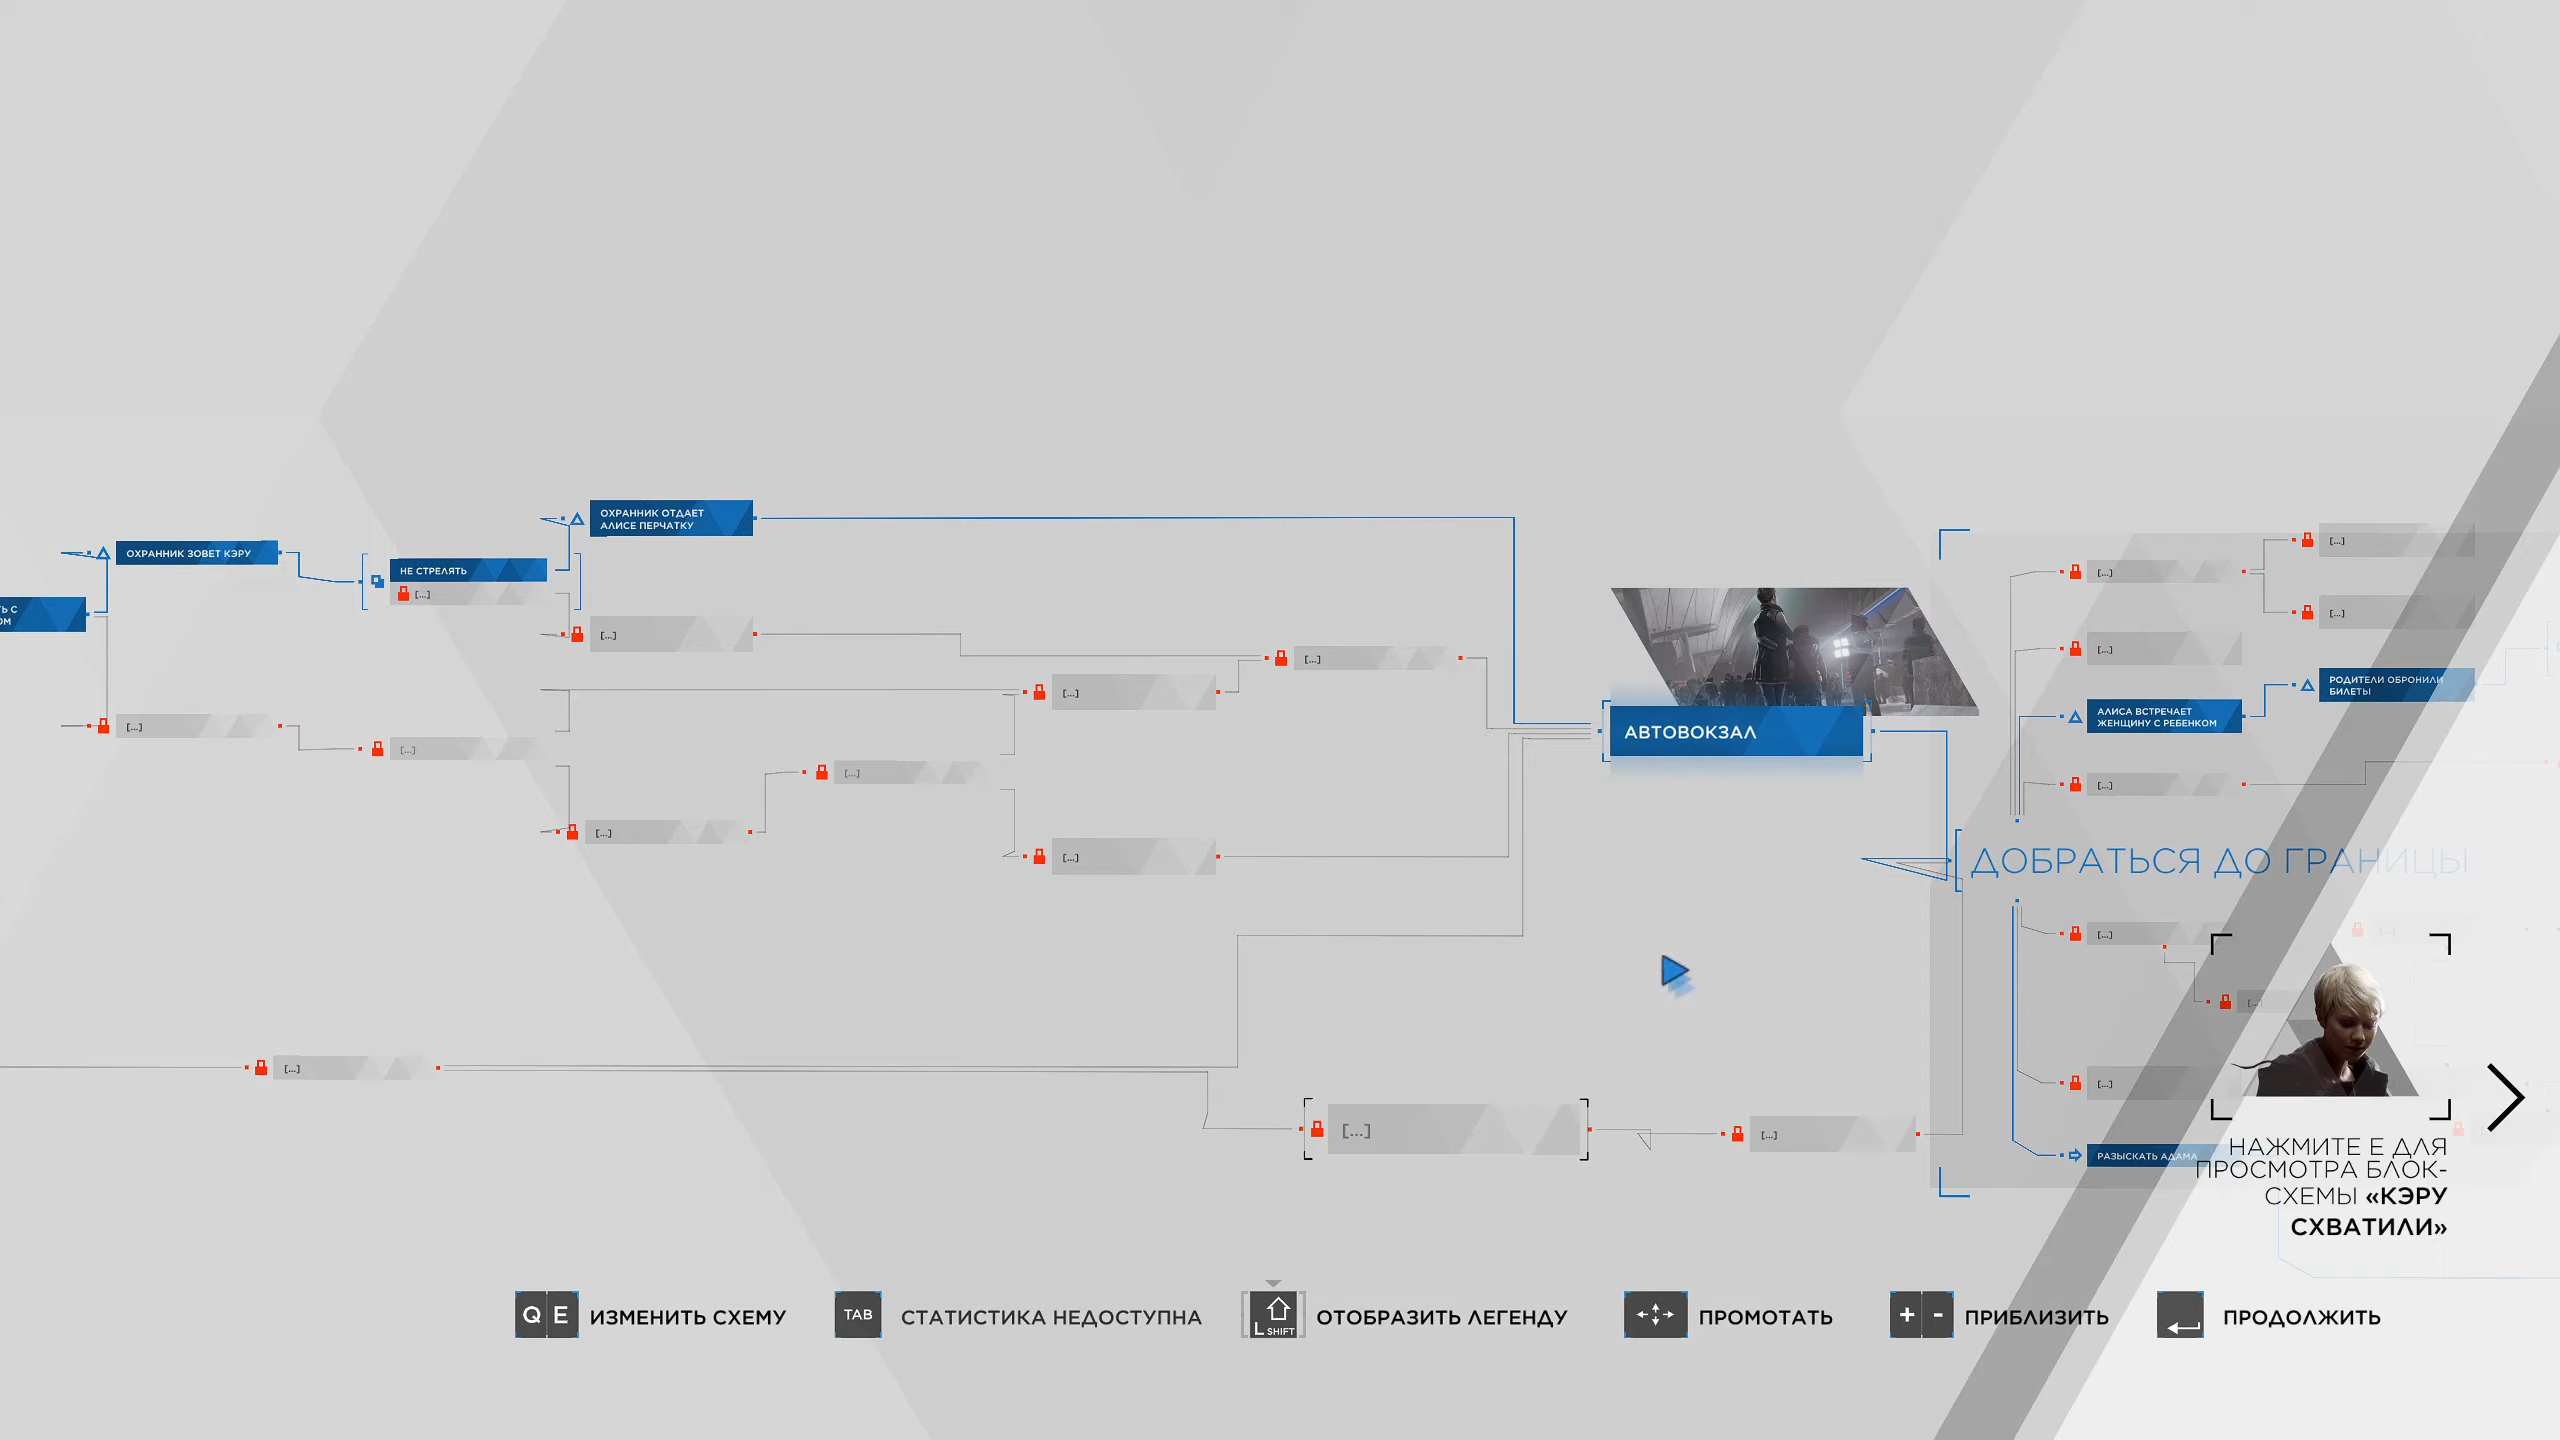 ОХРАННИК ОТДАЕТ
АЛИСЕ ПЕРЧАТКУ
[...]
[...]
ОХРАННИК ЗОВЕТ КЭРУ
НЕ СТРЕЛЯТЬ
[...]
[...]
Ь С
ОМ
[...]
[...]
[...]
[...]
РОДИТЕЛИ ОБРОНИЛИ
БИЛЕТЫ
[...]
АЛИСА ВСТРЕЧАЕТ
ЖЕНЩИНУ С РЕБЕНКОМ
[...]
[...]
АВТОВОКЗАЛ
[...]
[...]
[...]
[...]
[...]
ДОБРАТЬСЯ ДО ГРАНИЦЫ
[...]
[...]
[...]
[...]
[...]
[...]
РАЗЫСКАТЬ АДАМА
НАЖМИТЕ E ДЛЯ
ПРОСМОТРА БЛОК-
СХЕМЫ «КЭРУ
СХВАТИЛИ»
Q E ИЗМЕНИТЬ СХЕМУ
TAB СТАТИСТИКА НЕДОСТУПНА
L SHIFT ОТОБРАЗИТЬ ЛЕГЕНДУ
ПРОМОТАТЬ
+ - ПРИБЛИЗИТЬ
ПРОДОЛЖИТЬ